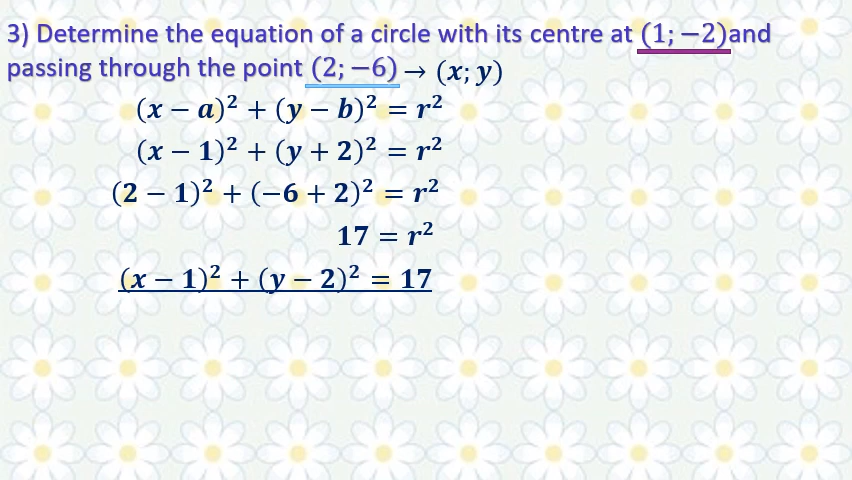 3) Determine the equation of a circle with its centre at (1; −2)and
passing through the point (2; −6) → (x; y)
(x − a)² + (y − b)² = r²
(x − 1)² + (y + 2)² = r²
(2 − 1)² + (−6 + 2)² = r²
17 = r²
(x − 1)² + (y − 2)² = 17